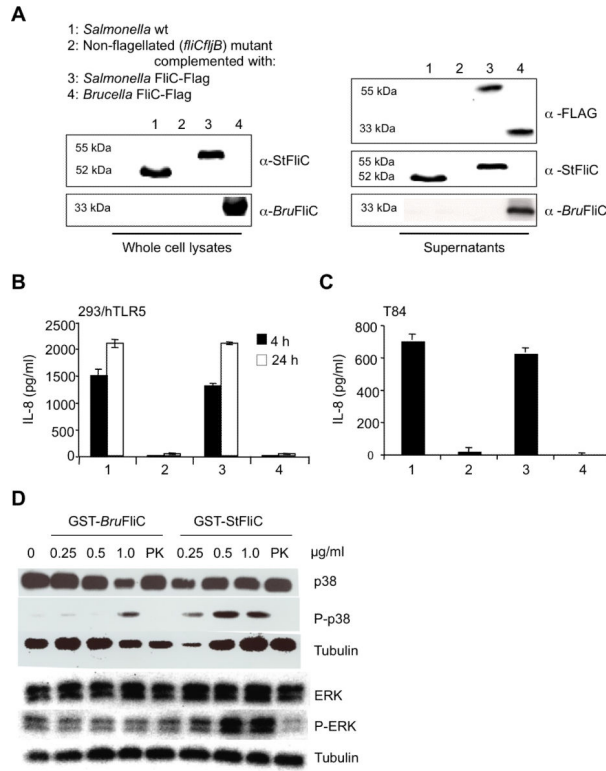 A
1: Salmonella wt
2: Non-flagellated (fliCfljB) mutant
complemented with:
3: Salmonella FliC-Flag
4: Brucella FliC-Flag
1 2 3 4
55 kDa
52 kDa
α-StFliC
33 kDa
α-BruFliC
Whole cell lysates
1 2 3 4
55 kDa
33 kDa
α -FLAG
55 kDa
52 kDa
α -StFliC
33 kDa
α -BruFliC
Supernatants
B
293/hTLR5
IL-8 (pg/ml)
2500
2000
1500
1000
500
0
4 h
24 h
1 2 3 4
C
T84
IL-8 (pg/ml)
800
600
400
200
0
1 2 3 4
D
GST-BruFliC GST-StFliC
0 0.25 0.5 1.0 PK 0.25 0.5 1.0 PK µg/ml
p38
P-p38
Tubulin
ERK
P-ERK
Tubulin